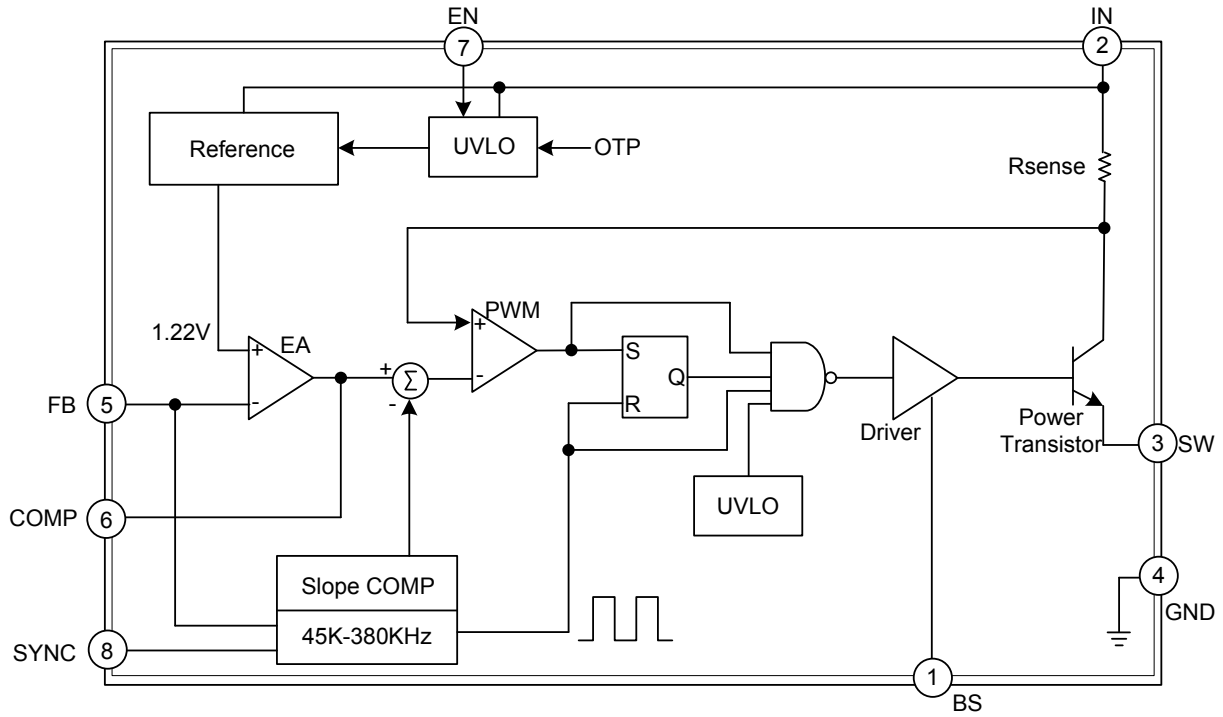 EN
7
IN
2
Reference
UVLO
OTP
Rsense
1.22V
+
EA
-
PWM
+
-
+
Σ
-
S
Q
R
FB
5
Driver
Power
Transistor
3
SW
UVLO
COMP
6
Slope COMP
45K-380KHz
4
GND
SYNC
8
1
BS